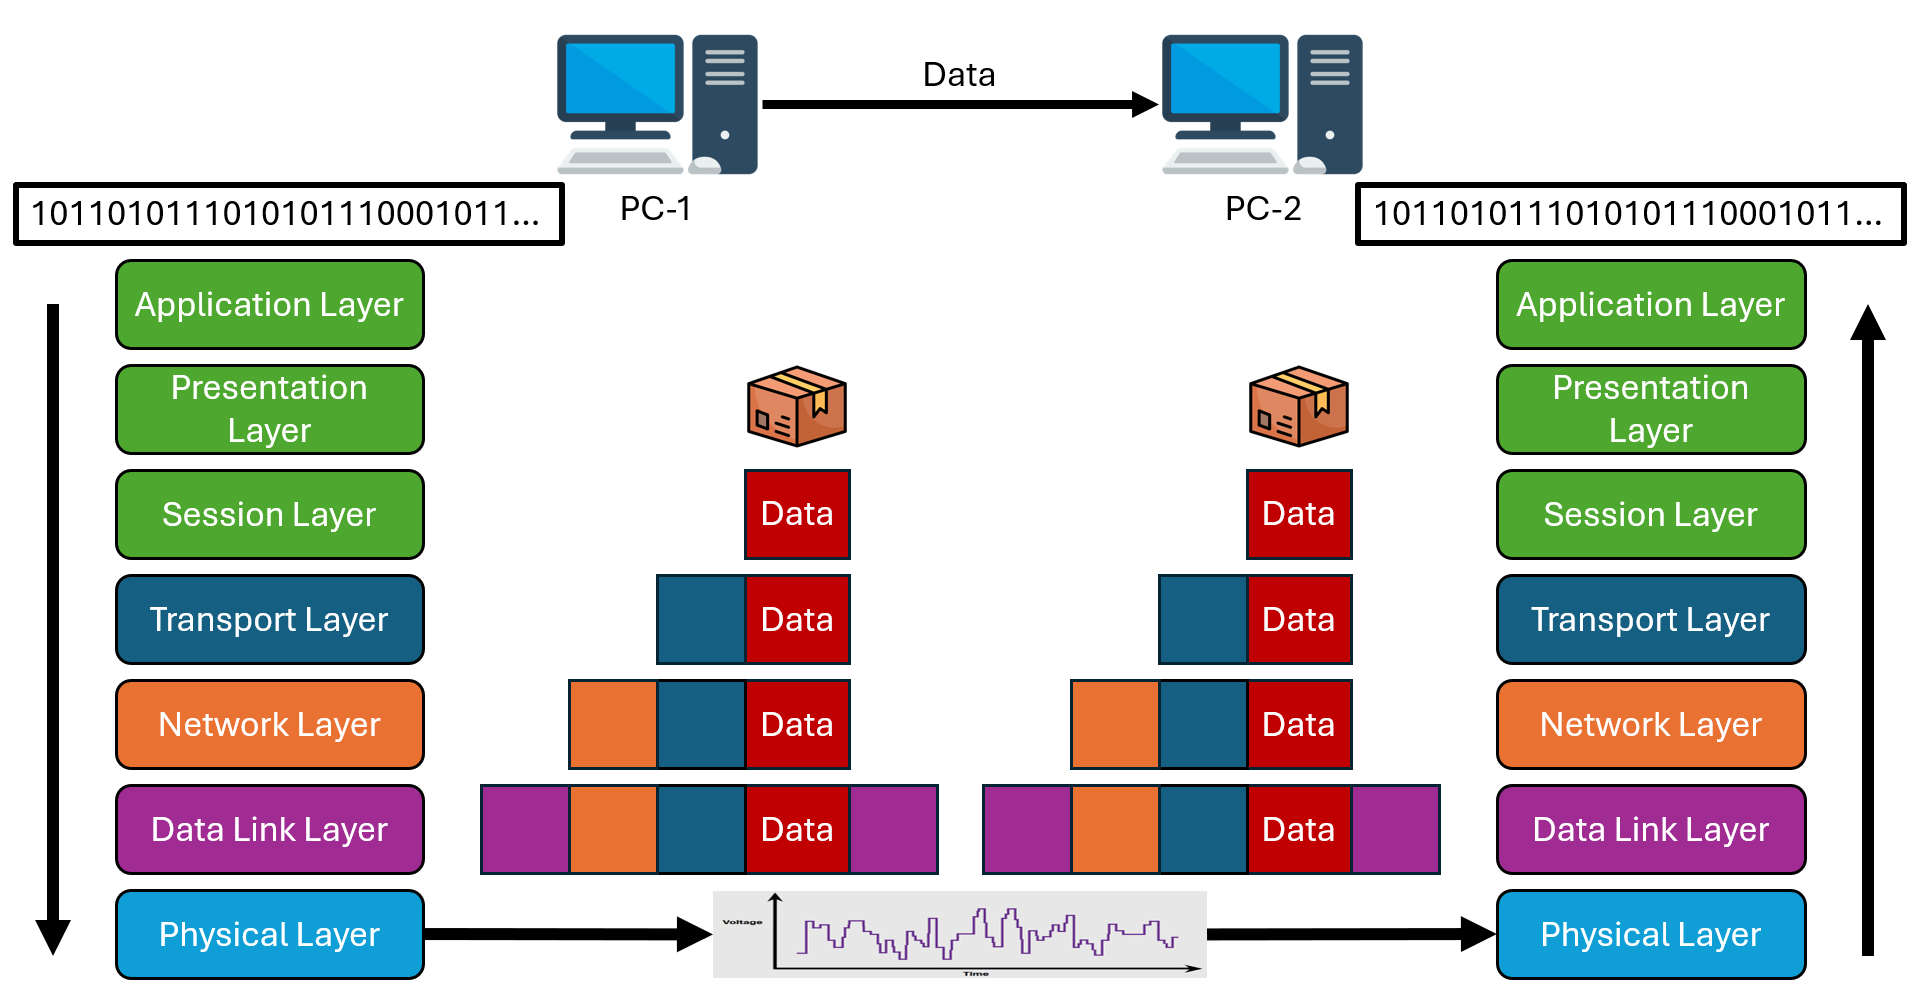 Data
PC-1
PC-2
1011010111010101110001011...
1011010111010101110001011...
Application Layer
Presentation
Layer
Session Layer
Transport Layer
Network Layer
Data Link Layer
Physical Layer
Data
Data
Data
Data
Data
Data
Data
Data
Voltage
Time
Application Layer
Presentation
Layer
Session Layer
Transport Layer
Network Layer
Data Link Layer
Physical Layer